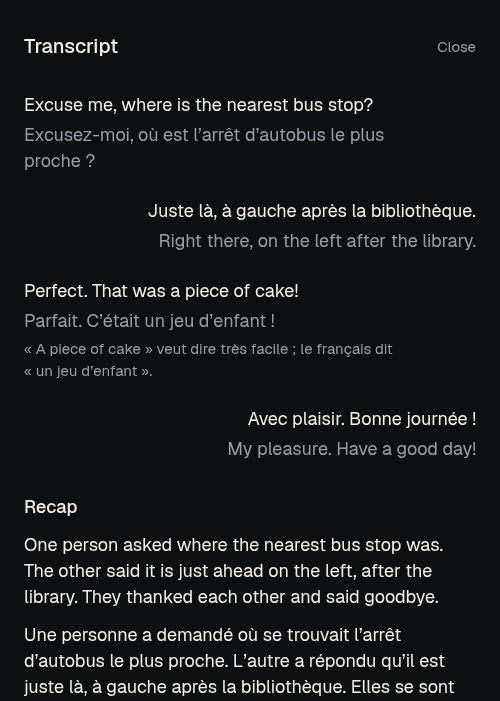 Transcript
Close
Excuse me, where is the nearest bus stop?
Excusez-moi, où est l’arrêt d’autobus le plus
proche ?
Juste là, à gauche après la bibliothèque.
Right there, on the left after the library.
Perfect. That was a piece of cake!
Parfait. C’était un jeu d’enfant !
« A piece of cake » veut dire très facile ; le français dit
« un jeu d’enfant ».
Avec plaisir. Bonne journée !
My pleasure. Have a good day!
Recap
One person asked where the nearest bus stop was.
The other said it is just ahead on the left, after the
library. They thanked each other and said goodbye.
Une personne a demandé où se trouvait l’arrêt
d’autobus le plus proche. L’autre a répondu qu’il est
juste là, à gauche après la bibliothèque. Elles se sont